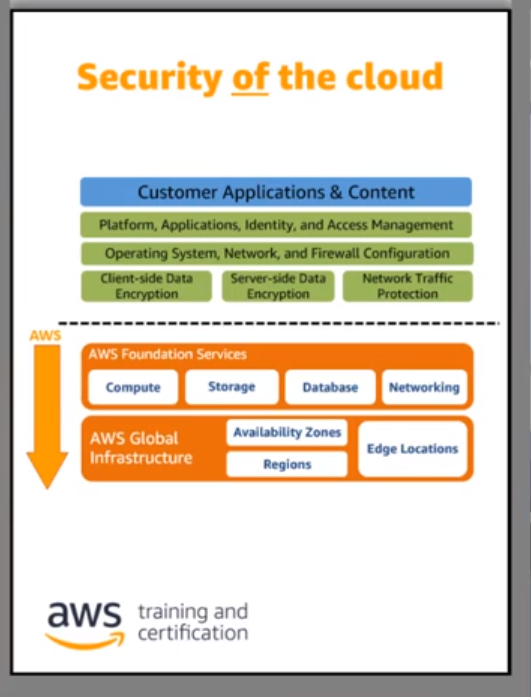 Security of the cloud
Customer Applications & Content
Platform, Applications, Identity, and Access Management
Operating System, Network, and Firewall Configuration
Client-side Data
Encryption
Server-side Data
Encryption
Network Traffic
Protection
AWS
AWS Foundation Services
Compute
Storage
Database
Networking
AWS Global
Infrastructure
Availability Zones
Regions
Edge Locations
aws
training and
certification